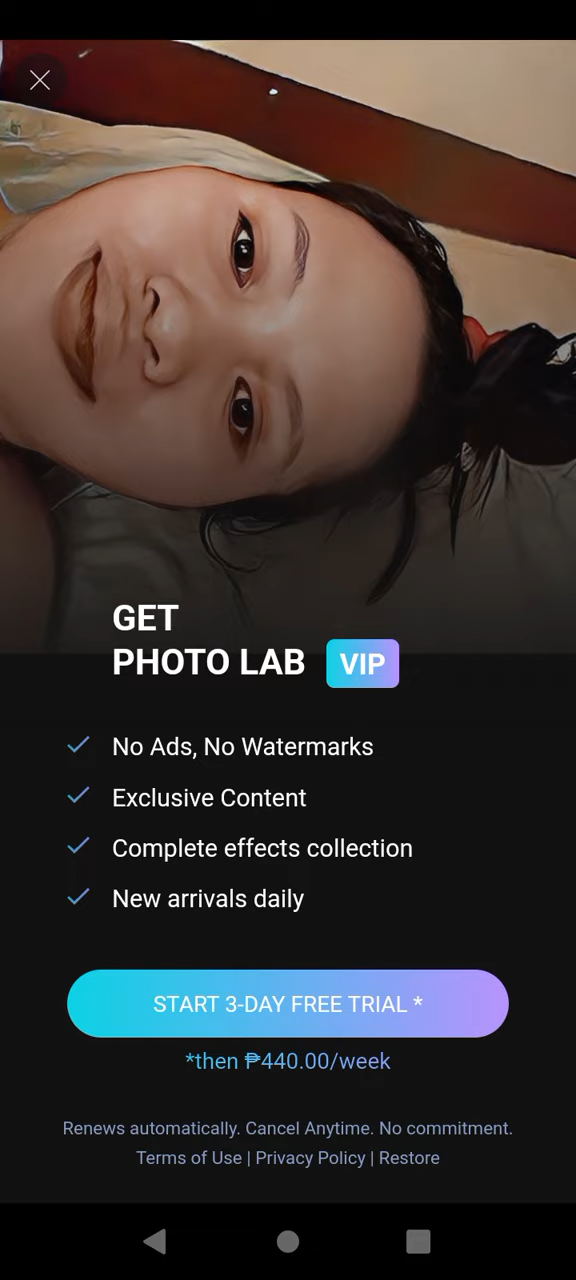 GET
PHOTO LAB VIP
No Ads, No Watermarks
Exclusive Content
Complete effects collection
New arrivals daily
START 3-DAY FREE TRIAL *
*then ₱440.00/week
Renews automatically. Cancel Anytime. No commitment.
Terms of Use | Privacy Policy | Restore